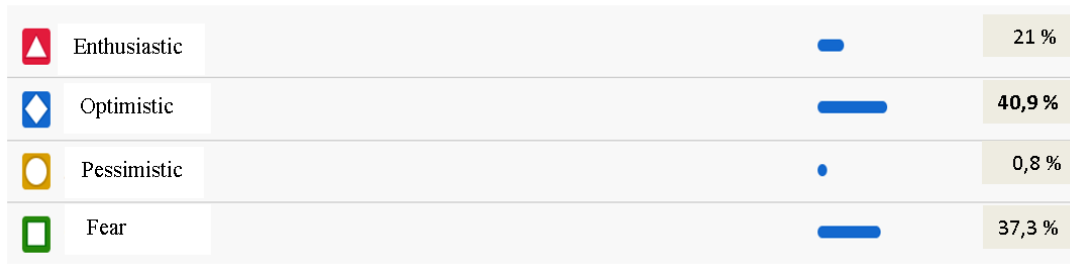 Enthusiastic 21 %
Optimistic 40,9 %
Pessimistic 0,8 %
Fear 37,3 %